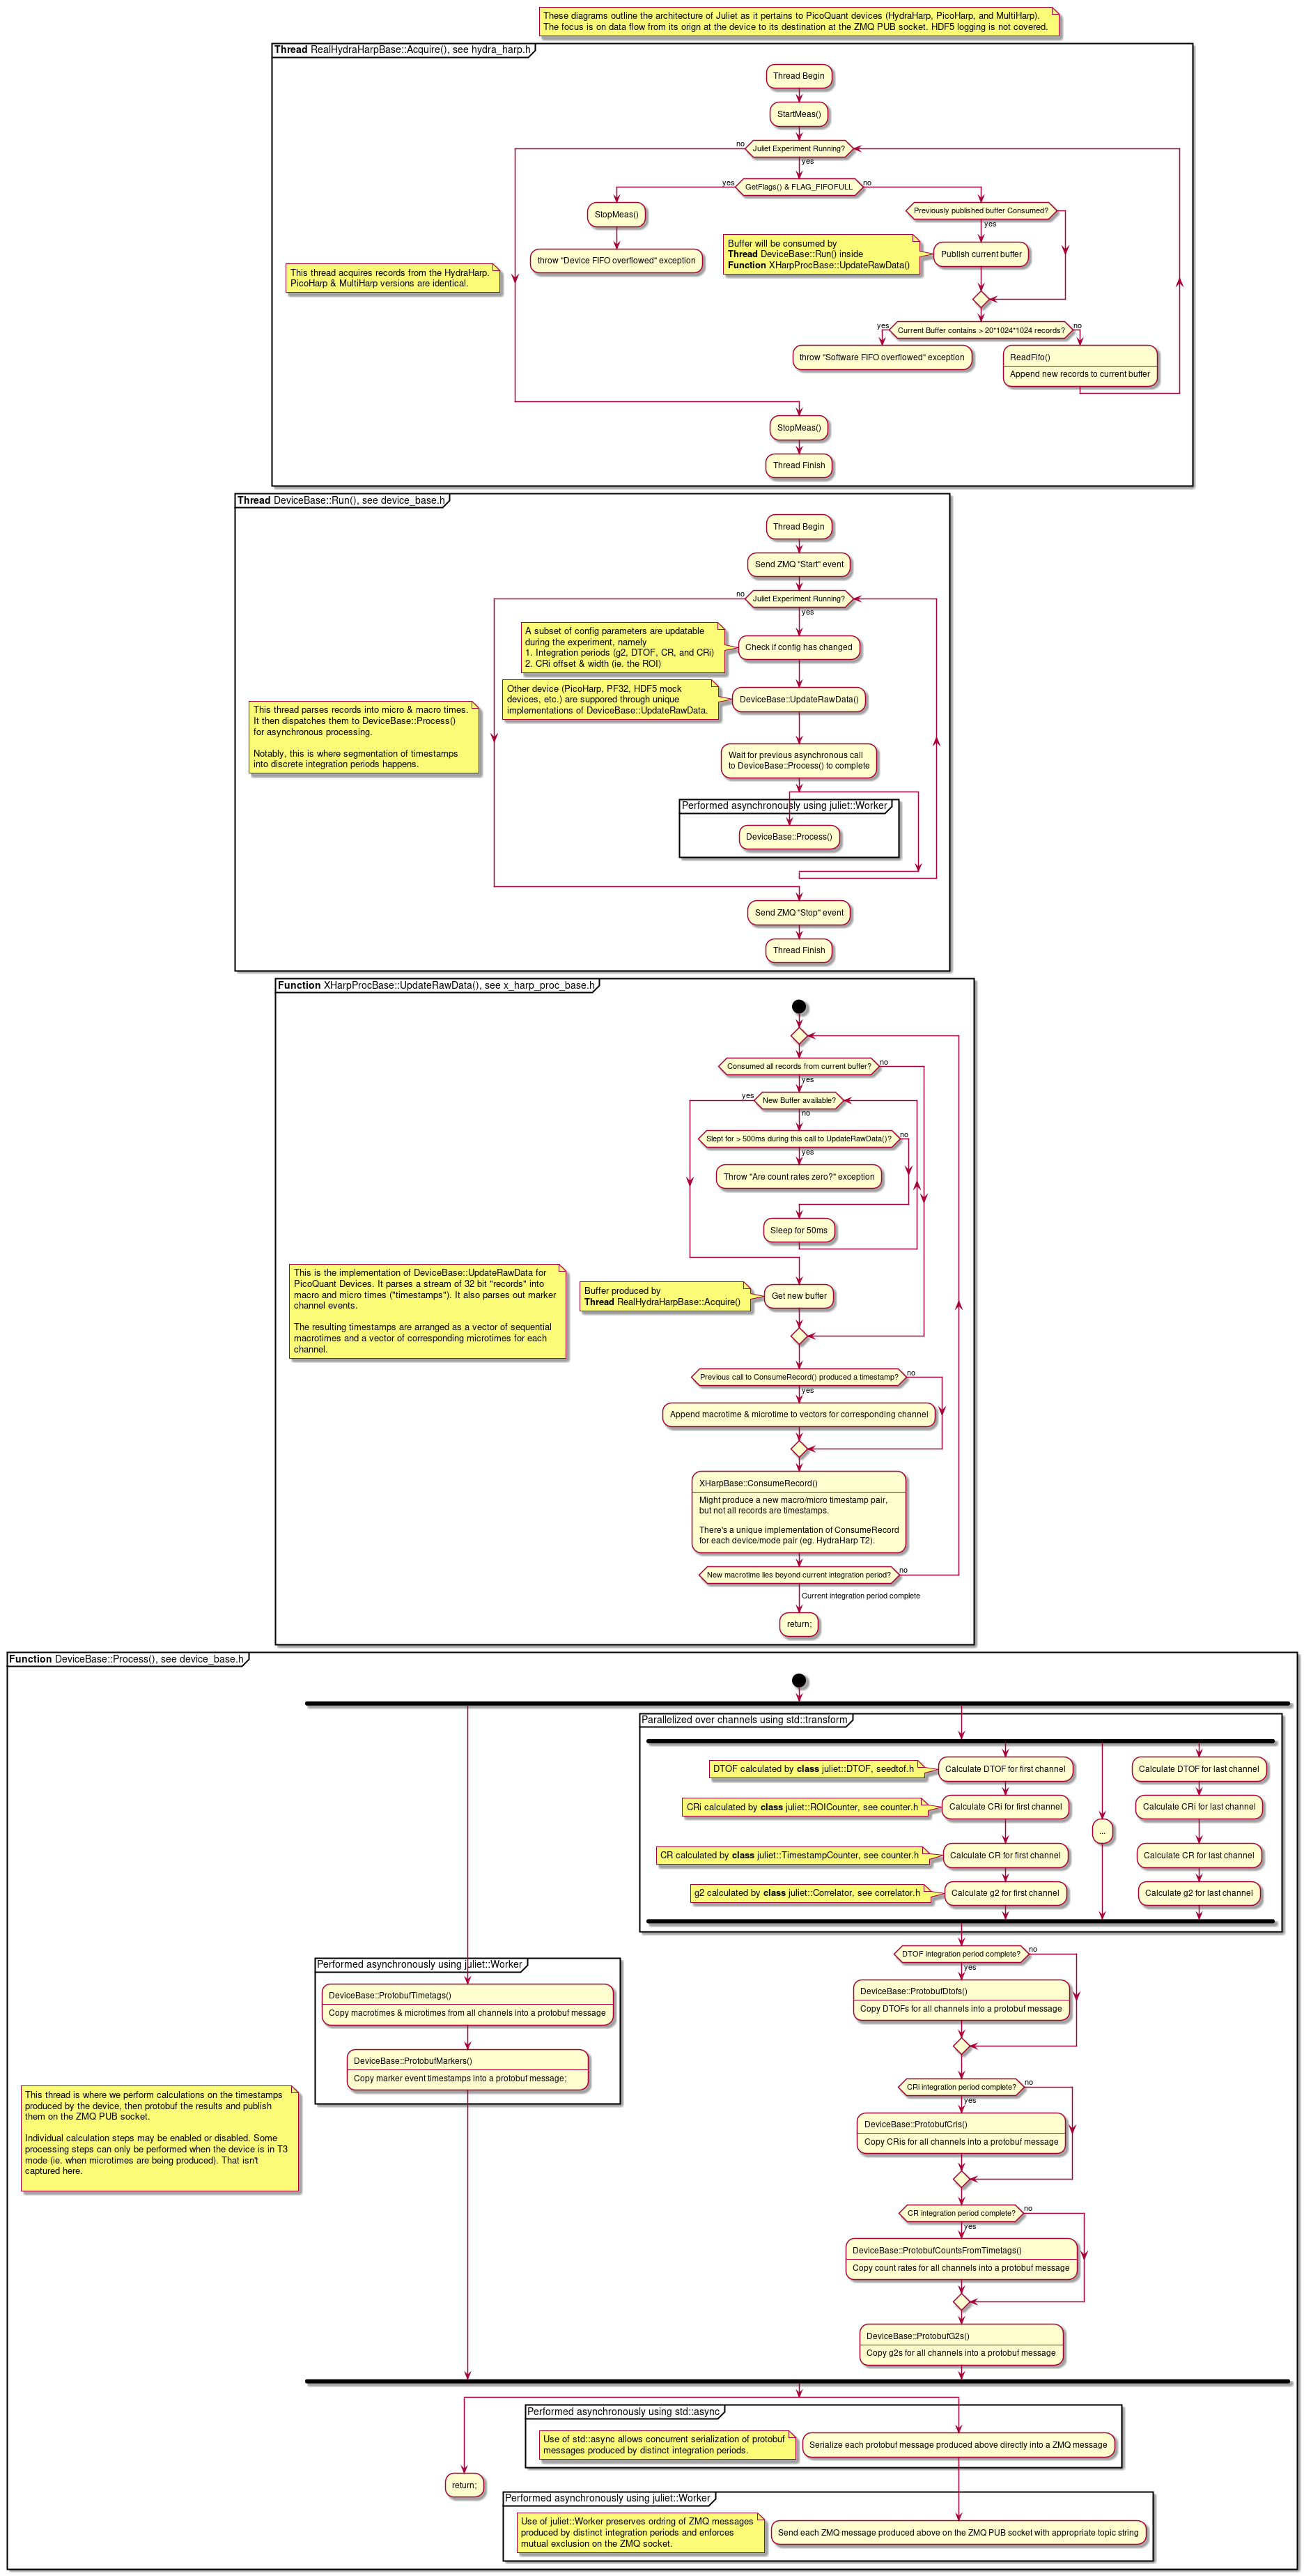 These diagrams outline the architecture of Juliet as it pertains to PicoQuant devices (HydraHarp, PicoHarp, and MultiHarp).
The focus is on data flow from its orign at the device to its destination at the ZMQ PUB socket. HDF5 logging is not covered.
Thread RealHydraHarpBase::Acquire(), see hydra_harp.h
Thread Begin
StartMeas()
no
Juliet Experiment Running?
yes
yes
GetFlags() & FLAG_FIFOFULL
no
StopMeas()
throw "Device FIFO overflowed" exception
Previously published buffer Consumed?
yes
Buffer will be consumed by
Thread DeviceBase::Run() inside
Function XHarpProcBase::UpdateRawData()
Publish current buffer
This thread acquires records from the HydraHarp.
PicoHarp & MultiHarp versions are identical.
yes
Current Buffer contains > 20*1024*1024 records?
no
throw "Software FIFO overflowed" exception
ReadFifo()
Append new records to current buffer
StopMeas()
Thread Finish
Thread DeviceBase::Run(), see device_base.h
Thread Begin
Send ZMQ "Start" event
no
Juliet Experiment Running?
yes
A subset of config parameters are updatable
during the experiment, namely
1. Integration periods (g2, DTOF, CR, and CRi)
2. CRi offset & width (ie. the ROI)
Check if config has changed
Other device (PicoHarp, PF32, HDF5 mock
devices, etc.) are suppored through unique
implementations of DeviceBase::UpdateRawData.
DeviceBase::UpdateRawData()
This thread parses records into micro & macro times.
It then dispatches them to DeviceBase::Process()
for asynchronous processing.
Notably, this is where segmentation of timestamps
into discrete integration periods happens.
Wait for previous asynchronous call
to DeviceBase::Process() to complete
Performed asynchronously using juliet::Worker
DeviceBase::Process()
Send ZMQ "Stop" event
Thread Finish
Function XHarpProcBase::UpdateRawData(), see x_harp_proc_base.h
Consumed all records from current buffer?
no
yes
yes
New Buffer available?
no
Slept for > 500ms during this call to UpdateRawData()?
no
yes
Throw "Are count rates zero?" exception
Sleep for 50ms
This is the implementation of DeviceBase::UpdateRawData for
PicoQuant Devices. It parses a stream of 32 bit "records" into
macro and micro times ("timestamps"). It also parses out marker
channel events.
The resulting timestamps are arranged as a vector of sequential
macrotimes and a vector of corresponding microtimes for each
channel.
Buffer produced by
Thread RealHydraHarpBase::Acquire()
Get new buffer
Previous call to ConsumeRecord() produced a timestamp?
no
yes
Append macrotime & microtime to vectors for corresponding channel
XHarpBase::ConsumeRecord()
Might produce a new macro/micro timestamp pair,
but not all records are timestamps.
There's a unique implementation of ConsumeRecord
for each device/mode pair (eg. HydraHarp T2).
New macrotime lies beyond current integration period?
no
Current integration period complete
return;
Function DeviceBase::Process(), see device_base.h
Parallelized over channels using std::transform
DTOF calculated by class juliet::DTOF, seedtof.h
Calculate DTOF for first channel
Calculate DTOF for last channel
CRi calculated by class juliet::ROICounter, see counter.h
Calculate CRi for first channel
Calculate CRi for last channel
...
CR calculated by class juliet::TimestampCounter, see counter.h
Calculate CR for first channel
Calculate CR for last channel
g2 calculated by class juliet::Correlator, see correlator.h
Calculate g2 for first channel
Calculate g2 for last channel
DTOF integration period complete?
no
yes
Performed asynchronously using juliet::Worker
DeviceBase::ProtobufTimetags()
Copy macrotimes & microtimes from all channels into a protobuf message
DeviceBase::ProtobufMarkers()
Copy marker event timestamps into a protobuf message;
DeviceBase::ProtobufDtofs()
Copy DTOFs for all channels into a protobuf message
CRi integration period complete?
no
yes
DeviceBase::ProtobufCris()
Copy CRis for all channels into a protobuf message
This thread is where we perform calculations on the timestamps
produced by the device, then protobuf the results and publish
them on the ZMQ PUB socket.
Individual calculation steps may be enabled or disabled. Some
processing steps can only be performed when the device is in T3
mode (ie. when microtimes are being produced). That isn't
captured here.
CR integration period complete?
no
yes
DeviceBase::ProtobufCountsFromTimetags()
Copy count rates for all channels into a protobuf message
DeviceBase::ProtobufG2s()
Copy g2s for all channels into a protobuf message
Performed asynchronously using std::async
Use of std::async allows concurrent serialization of protobuf
messages produced by distinct integration periods.
Serialize each protobuf message produced above directly into a ZMQ message
return;
Performed asynchronously using juliet::Worker
Use of juliet::Worker preserves ordring of ZMQ messages
produced by distinct integration periods and enforces
mutual exclusion on the ZMQ socket.
Send each ZMQ message produced above on the ZMQ PUB socket with appropriate topic string